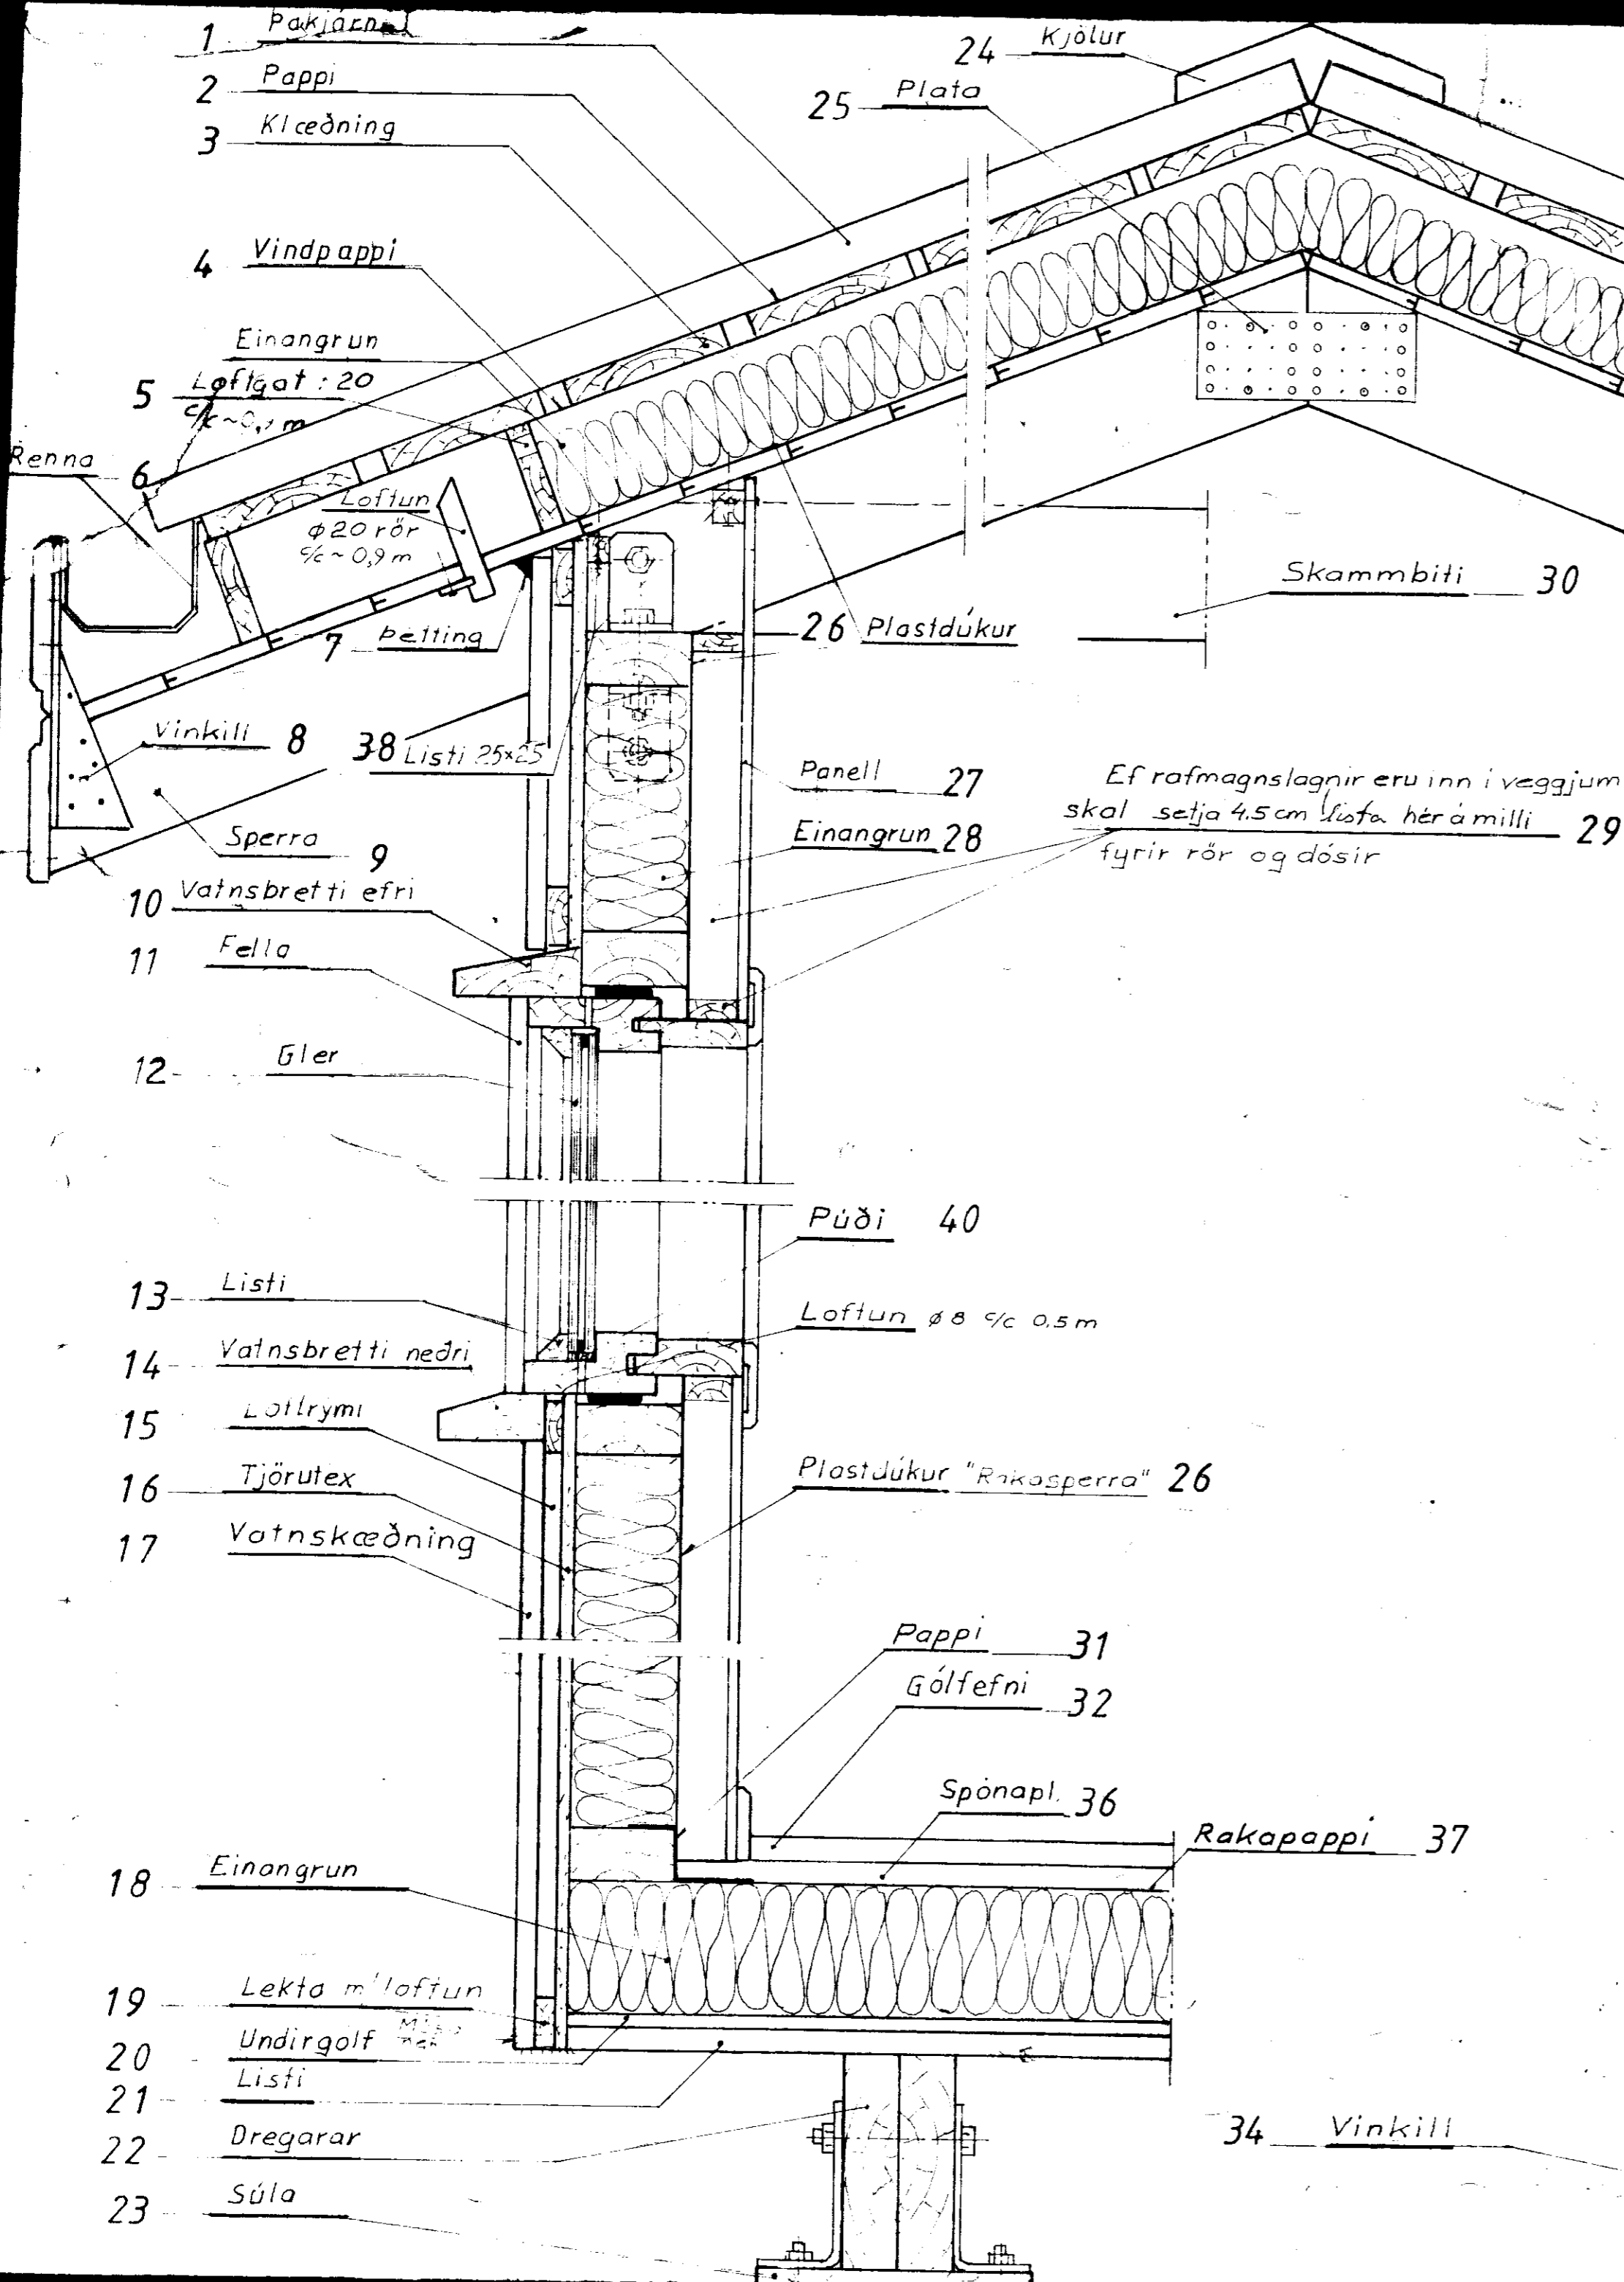 1 Þakjárn
2 Pappi
3 Klæðning
4 Vindpappi
Einangrun
5 Loftgat : 20
c/c ~ 0,9 m
Renna 6
Loftun
φ20 rör
c/c ~ 0,9 m
7 Þetting
Vinkill 8
38 Listi 25×25
Sperra 9
10 Vatnsbretti efri
11 Fella
12 Gler
13 Listi
14 Vatnsbretti neðri
15 Loftrými
16 Tjörutex
17 Vatnskæðning
18 Einangrun
19 Lekta m/loftun
20 Undirgolf
21 Listi
22 Dregarar
23 Súla
24 Kjölur
25 Plata
26 Plastdúkur
Panell 27
Einangrun 28
Ef rafmagnslagnir eru inn i veggjum
skal setja 4.5 cm lista hér á milli 29
fyrir rör og dósir
Skammbiti 30
Púði 40
Loftun φ8 c/c 0.5 m
Plastdúkur "Rakasperra" 26
Pappi 31
Gólfefni 32
Spónapl. 36
Rakapappi 37
34 Vinkill